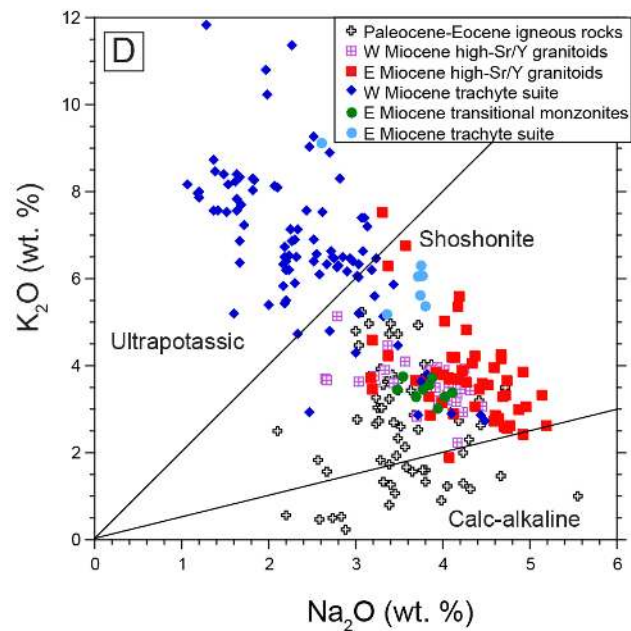 12
D
Paleocene-Eocene igneous rocks
W Miocene high-Sr/Y granitoids
E Miocene high-Sr/Y granitoids
W Miocene trachyte suite
E Miocene transitional monzonites
E Miocene trachyte suite
10
8
Shoshonite
6
K₂O (wt. %)
Ultrapotassic
4
2
Calc-alkaline
0
0 1 2 3 4 5 6
Na₂O (wt. %)